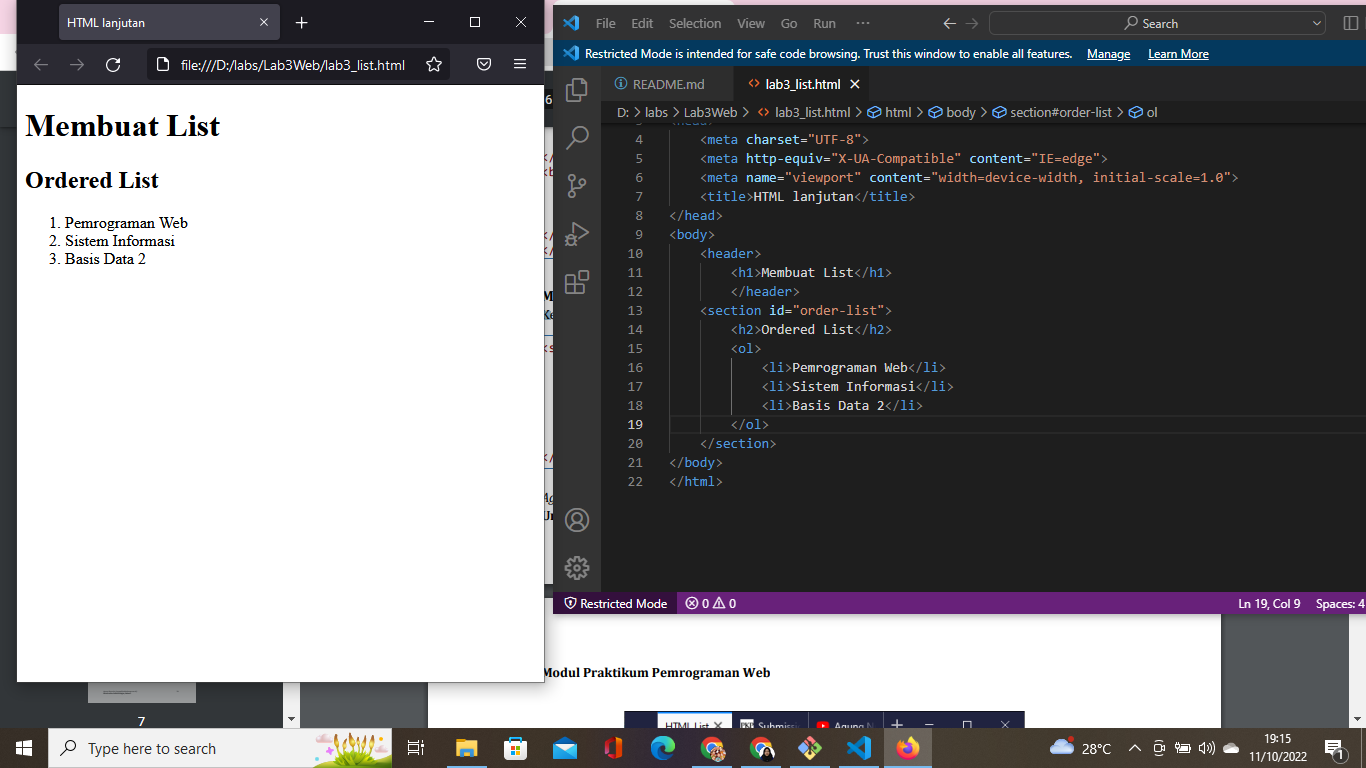 HTML lanjutan
file:///D:/labs/Lab3Web/lab3_list.html
Membuat List
Ordered List
1. Pemrograman Web
2. Sistem Informasi
3. Basis Data 2
File Edit Selection View Go Run ···
Search
Restricted Mode is intended for safe code browsing. Trust this window to enable all features. Manage Learn More
README.md
lab3_list.html
D: > labs > Lab3Web > lab3_list.html > html > body > section#order-list > ol
4 <meta charset="UTF-8">
5 <meta http-equiv="X-UA-Compatible" content="IE=edge">
6 <meta name="viewport" content="width=device-width, initial-scale=1.0">
7 <title>HTML lanjutan</title>
8 </head>
9 <body>
10 <header>
11 <h1>Membuat List</h1>
12 </header>
13 <section id="order-list">
14 <h2>Ordered List</h2>
15 <ol>
16 <li>Pemrograman Web</li>
17 <li>Sistem Informasi</li>
18 <li>Basis Data 2</li>
19 </ol>
20 </section>
21 </body>
22 </html>
Restricted Mode 0 0 Ln 19, Col 9 Spaces: 4
Modul Praktikum Pemrograman Web
HTML List
Agung N
7
Type here to search
28°C
19:15
11/10/2022
1